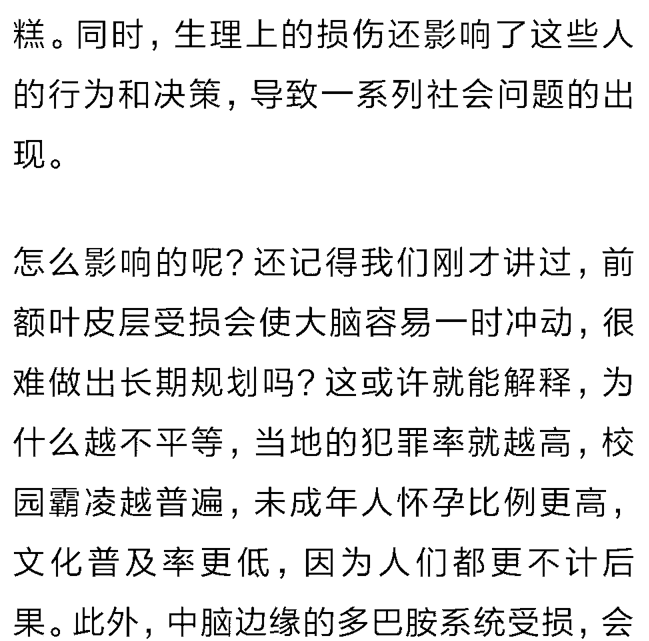 糕。同时，生理上的损伤还影响了这些人
的行为和决策，导致一系列社会问题的出
现。
怎么影响的呢？还记得我们刚才讲过，前
额叶皮层受损会使大脑容易一时冲动，很
难做出长期规划吗？这或许就能解释，为
什么越不平等，当地的犯罪率就越高，校
园霸凌越普遍，未成年人怀孕比例更高，
文化普及率更低，因为人们都更不计后
果。此外，中脑边缘的多巴胺系统受损，会